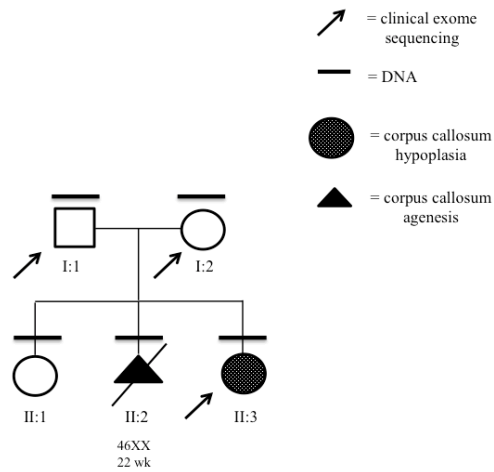 = clinical exome
sequencing
= DNA
= corpus callosum
hypoplasia
= corpus callosum
agenesis
I:1
I:2
II:1
II:2
II:3
46XX
22 wk